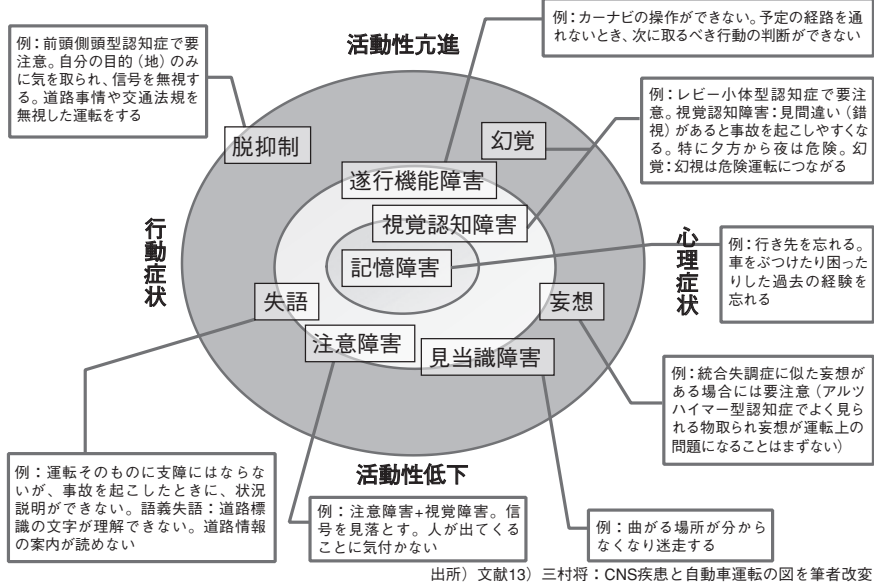 例：カーナビの操作ができない。予定の経路を通
れないとき、次に取るべき行動の判断ができない
活動性亢進
例：前頭側頭型認知症で要
注意。自分の目的（地）のみ
に気を取られ、信号を無視す
る。道路事情や交通法規を
無視した運転をする
例：レビー小体型認知症で要注
意。視覚認知障害：見間違い（錯
視）があると事故を起こしやすくな
る。特に夕方から夜は危険。幻
覚：幻視は危険運転につながる
脱抑制
幻覚
遂行機能障害
視覚認知障害
記憶障害
行動症状
心理症状
例：行き先を忘れる。
車をぶつけたり困った
りした過去の経験を
忘れる
失語
妄想
注意障害
見当識障害
例：統合失調症に似た妄想が
ある場合には要注意（アルツ
ハイマー型認知症でよく見ら
れる物取られ妄想が運転上の
問題になることはまずない）
活動性低下
例：運転そのものに支障にはならな
いが、事故を起こしたときに、状況
説明ができない。語義失語：道路標
識の文字が理解できない。道路情報
の案内が読めない
例：注意障害+視覚障害。信
号を見落とす。人が出てくる
ことに気付かない
例：曲がる場所が分から
なくなり迷走する
出所）文献13）三村將：CNS疾患と自動車運転の図を筆者改変